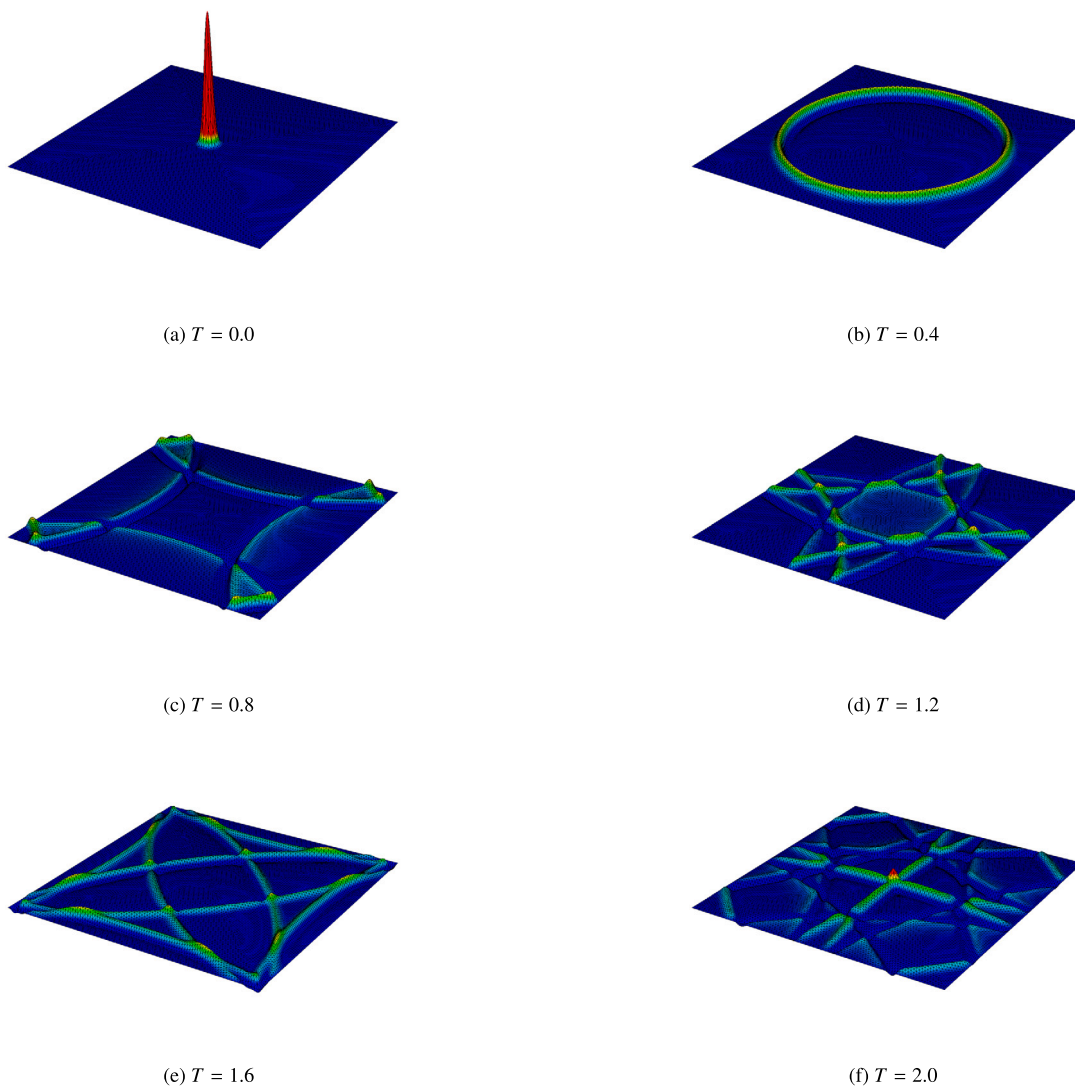 (a) T = 0.0
(b) T = 0.4
(c) T = 0.8
(d) T = 1.2
(e) T = 1.6
(f) T = 2.0